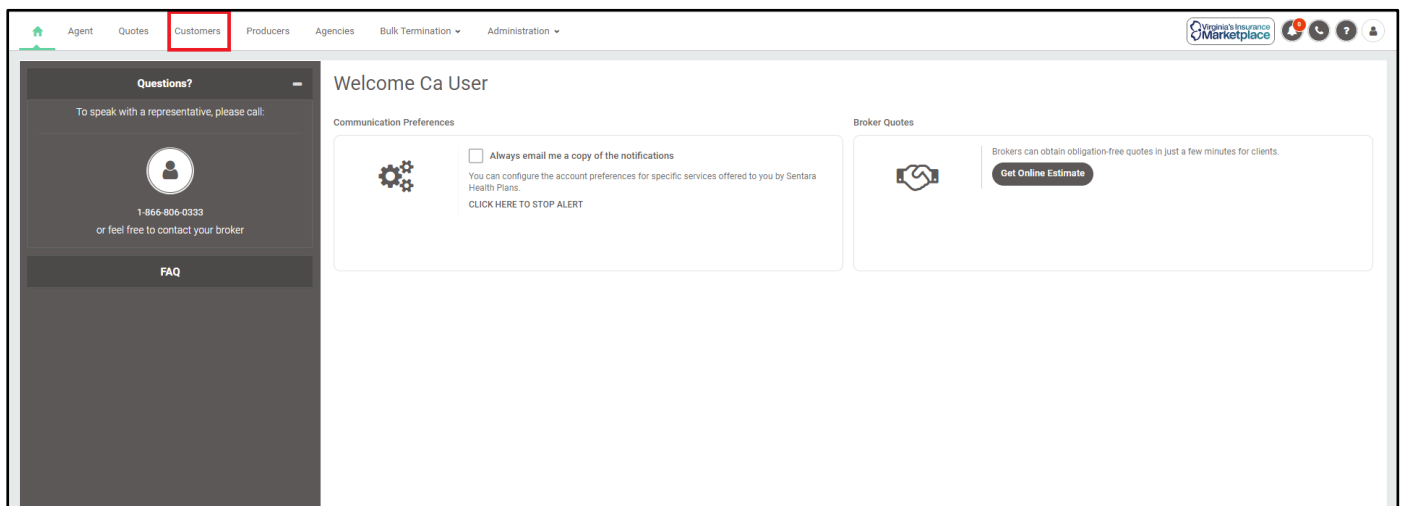 Agent Quotes Customers Producers Agencies Bulk Termination Administration
Virginia's Insurance
Marketplace
0
?
Questions?
To speak with a representative, please call:
1-866-806-0333
or feel free to contact your broker
FAQ
Welcome Ca User
Communication Preferences
Always email me a copy of the notifications
You can configure the account preferences for specific services offered to you by Sentara
Health Plans.
CLICK HERE TO STOP ALERT
Broker Quotes
Brokers can obtain obligation-free quotes in just a few minutes for clients.
Get Online Estimate